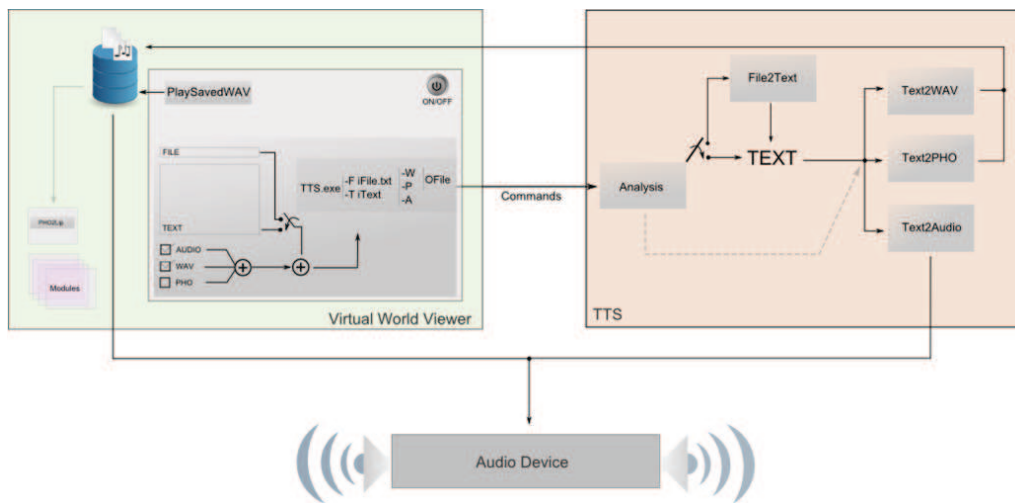 PlaySavedWAV
ON/OFF
FILE
TEXT
TTS.exe
-F iFile.txt
-T iText
-W
-P
-A
OFile
AUDIO
WAV
PHO
Modules
Virtual World Viewer
Commands
File2Text
Analysis
TEXT
Text2WAV
Text2PHO
Text2Audio
TTS
Audio Device